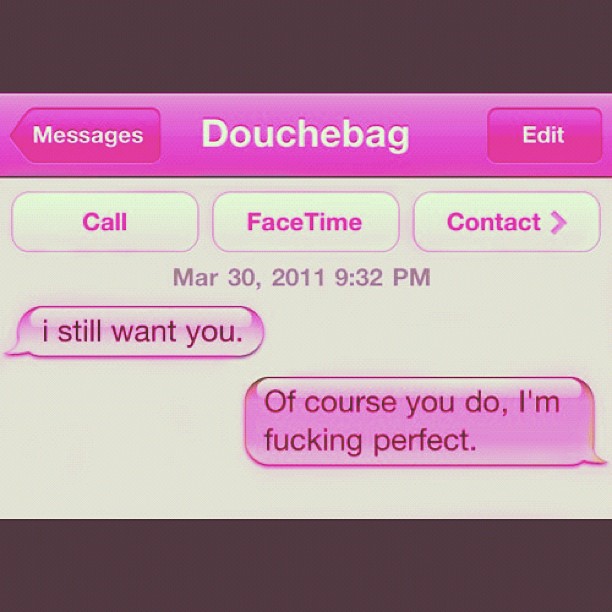 Messages
Douchebag
Edit
Call
FaceTime
Contact
Mar 30, 2011 9:32 PM
i still want you.
Of course you do, I'm
fucking perfect.